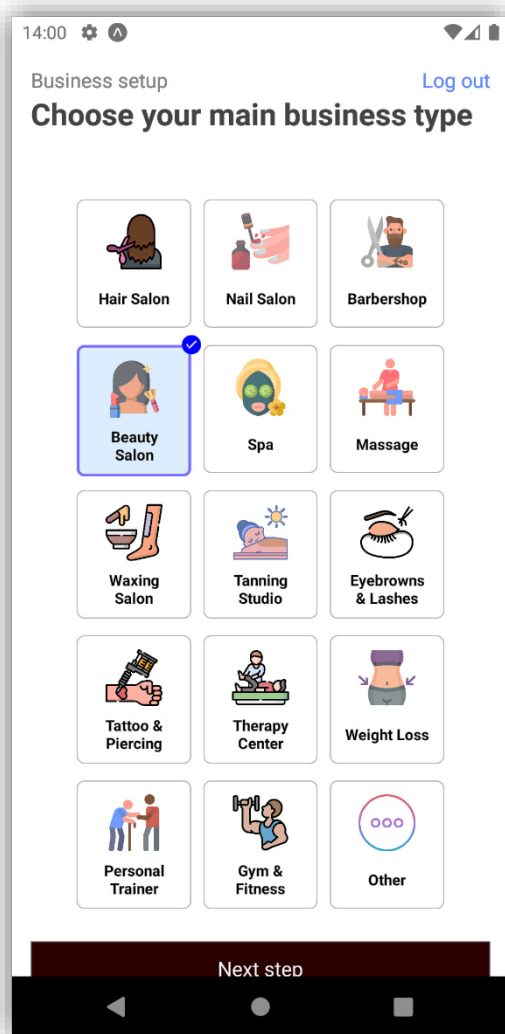 14:00
Business setup
Log out
Choose your main business type
Hair Salon
Nail Salon
Barbershop
Beauty
Salon
Spa
Massage
Waxing
Salon
Tanning
Studio
Eyebrowns
& Lashes
Tattoo &
Piercing
Therapy
Center
Weight Loss
Personal
Trainer
Gym &
Fitness
Other
Next step